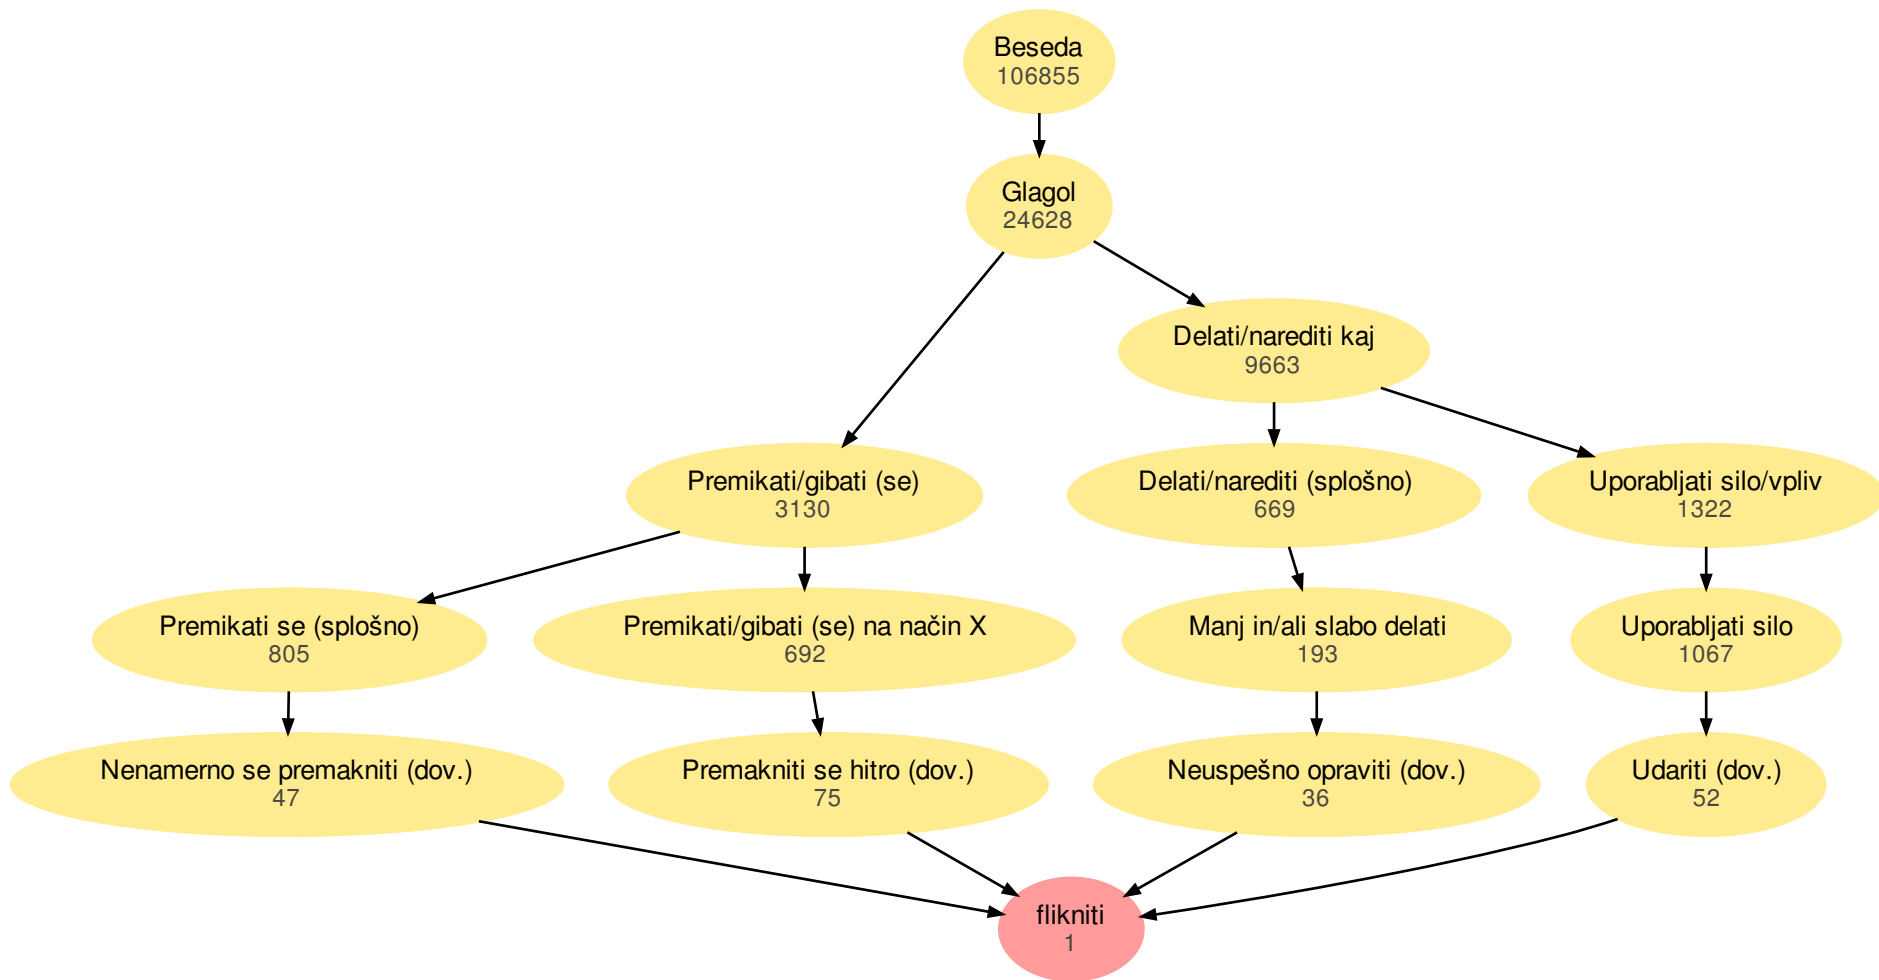 Beseda
106855
Glagol
24628
Delati/narediti kaj
9663
Premikati/gibati (se)
3130
Delati/narediti (splošno)
669
Uporabljati silo/vpliv
1322
Premikati se (splošno)
805
Premikati/gibati (se) na način X
692
Manj in/ali slabo delati
193
Uporabljati silo
1067
Nenamerno se premakniti (dov.)
47
Premakniti se hitro (dov.)
75
Neuspešno opraviti (dov.)
36
Udariti (dov.)
52
flikniti
1